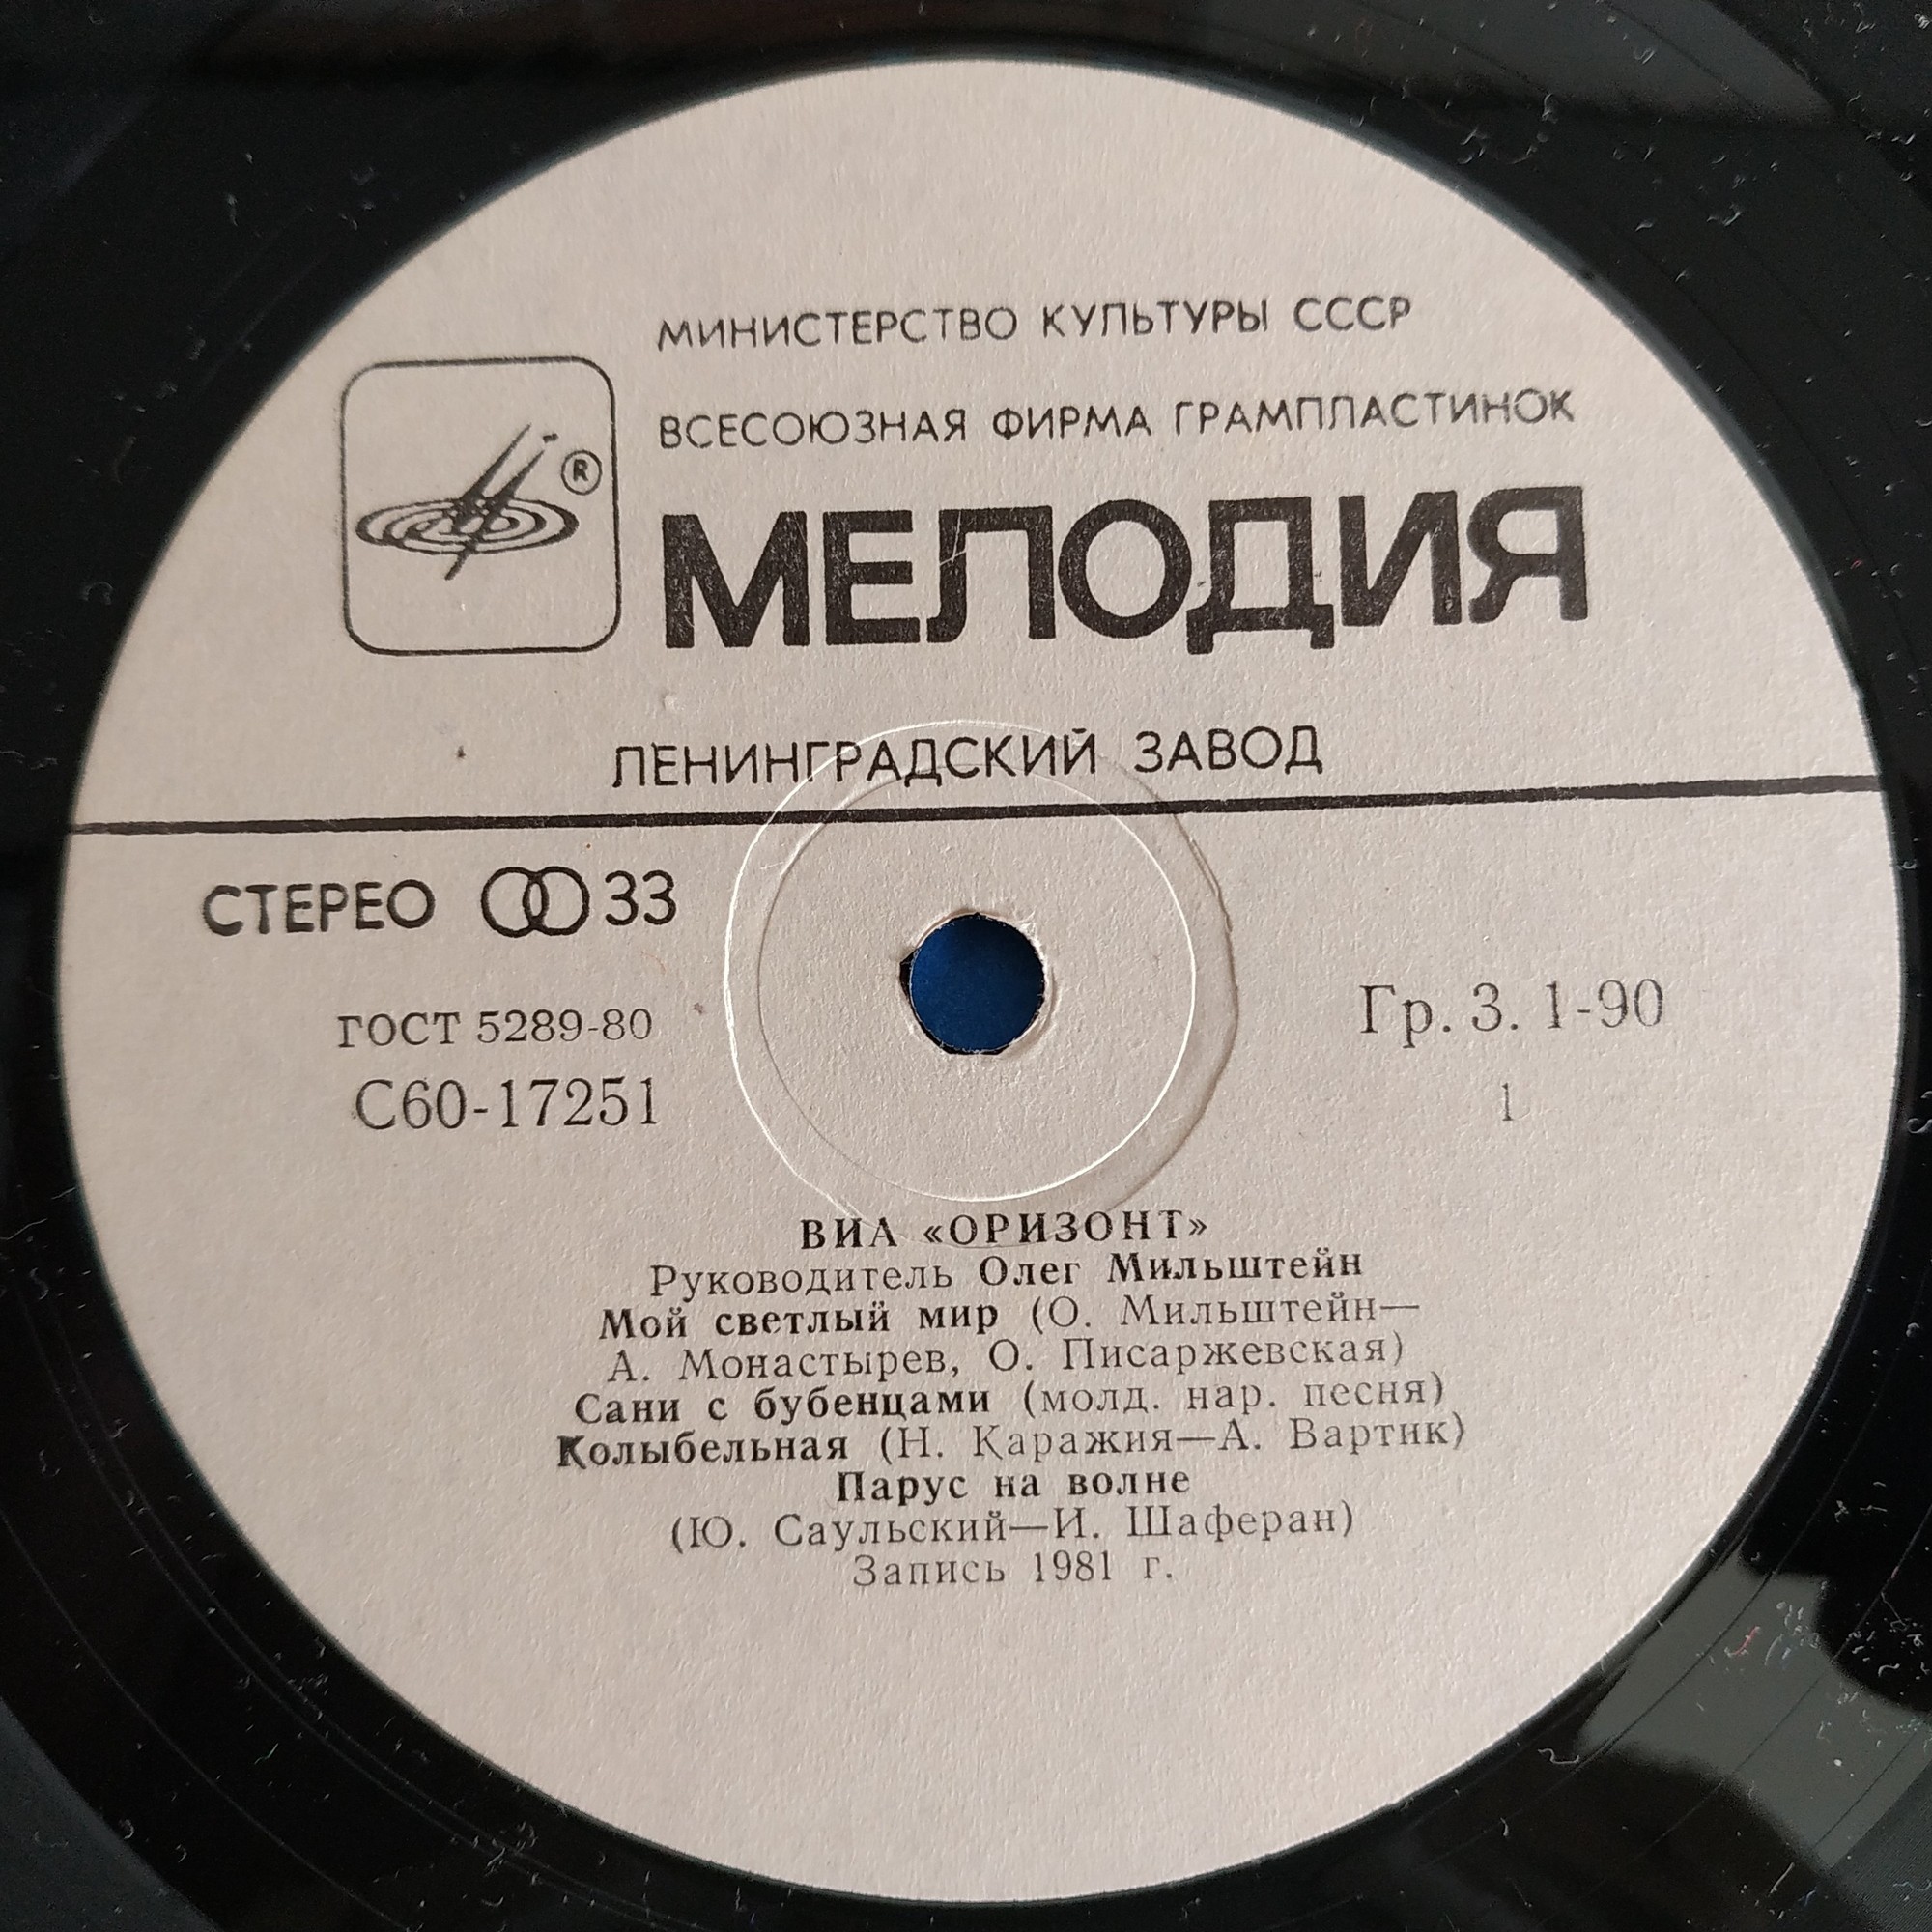 МИНИСТЕРСТВО КУЛЬТУРЫ СССР
ВСЕСОЮЗНАЯ ФИРМА ГРАМПЛАСТИНОК
®
МЕЛОДИЯ
ЛЕНИНГРАДСКИЙ ЗАВОД
СТЕРЕО 33
ГОСТ 5289-80
Гр. 3. 1-90
С60-17251
1
ВИА «ОРИЗОНТ»
Руководитель Олег Мильштейн
Мой светлый мир (О. Мильштейн—
А. Монастырев, О. Писаржевская)
Сани с бубенцами (молд. нар. песня)
Колыбельная (Н. Каражия—А. Вартик)
Парус на волне
(Ю. Саульский—И. Шаферан)
Запись 1981 г.